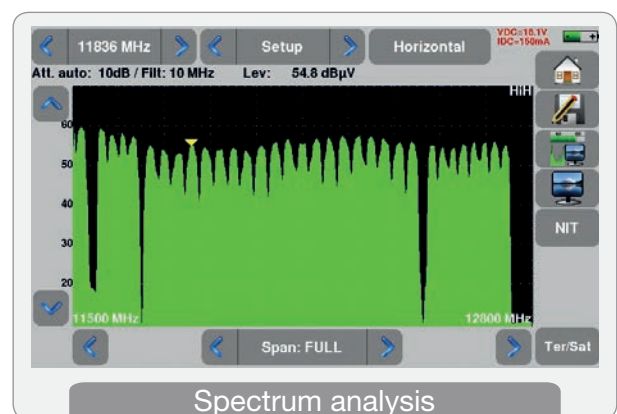 11836 MHz
Setup
Horizontal
VDC=18.1V
IDC=150mA
Att. auto: 10dB / Filt: 10 MHz Lev: 54.8 dBµV
HiH
60
50
40
30
20
NIT
11500 MHz
12800 MHz
Span: FULL
Ter/Sat
Spectrum analysis